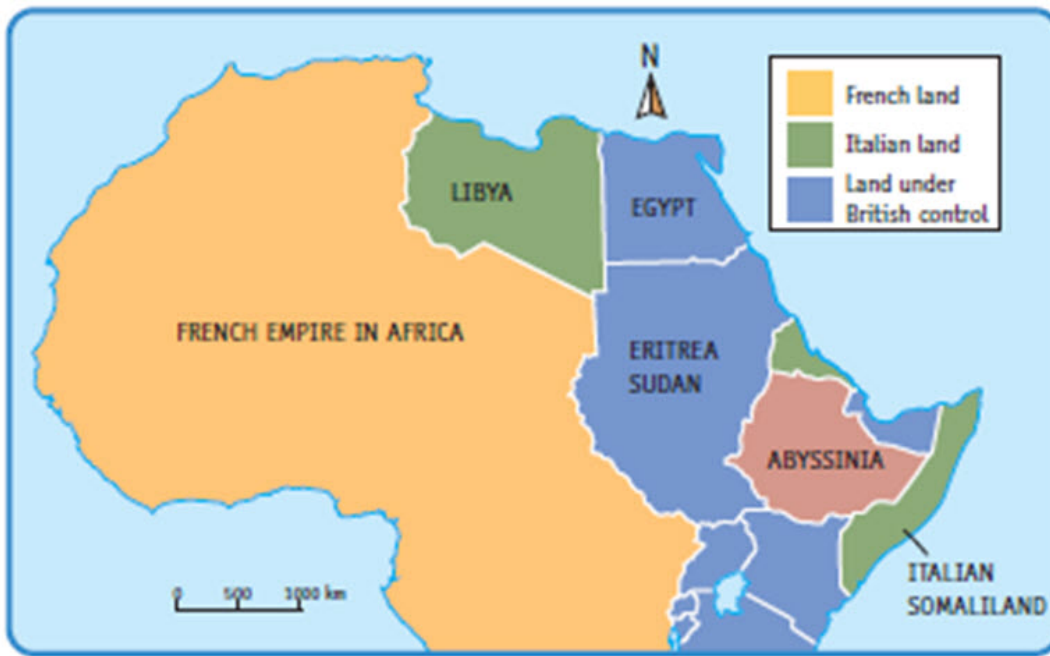 N
French land
Italian land
Land under
British control
LIBYA
EGYPT
FRENCH EMPIRE IN AFRICA
ERITREA
SUDAN
ABYSSINIA
ITALIAN
SOMALILAND
0 500 1000 km